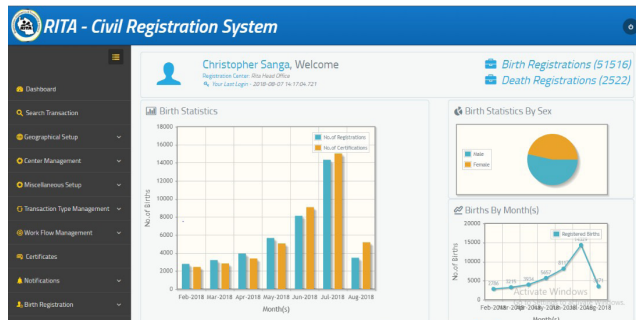 RITA - Civil Registration System
Christopher Sanga, Welcome
Registration Center: Rita Head Office
Your Last Login - 2018-08-07 14:17:04.721
Birth Registrations (51516)
Death Registrations (2522)
Dashboard
Search Transaction
Geographical Setup
Center Management
Miscellaneous Setup
Transaction Type Management
Work Flow Management
Certificates
Notifications
Birth Registration
Birth Statistics
18000
16000
14000
12000
10000
8000
6000
4000
2000
0
No.of Births
No.of Registrations
No.of Certifications
Feb-2018 Mar-2018 Apr-2018 May-2018 Jun-2018 Jul-2018 Aug-2018
Month(s)
Birth Statistics By Sex
Male
Female
Births By Month(s)
20000
15000
10000
5000
0
No.of Births
Registered Births
Activate Windows
Month(s)